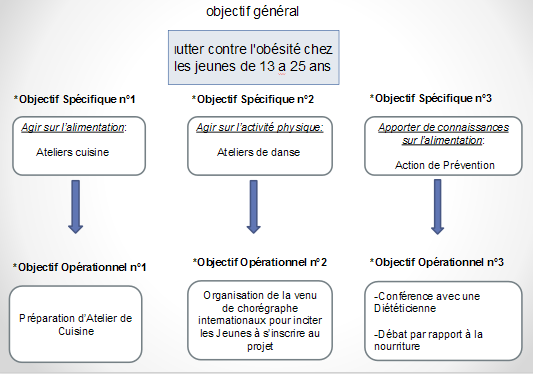 objectif général
lutter contre l'obésité chez
les jeunes de 13 a 25 ans
*Objectif Spécifique n°1
*Objectif Spécifique n°2
*Objectif Spécifique n°3
Agir sur l'alimentation:
Ateliers cuisine
Agir sur l'activité physique:
Ateliers de danse
Apporter de connaissances
sur l'alimentation:
Action de Prévention
*Objectif Opérationnel n°1
*Objectif Opérationnel n°2
*Objectif Opérationnel n°3
Préparation d'Atelier de
Cuisine
Organisation de la venu
de chorégraphe
internationaux pour inciter
les Jeunes à s'inscrire au
projet
-Conférence avec une
Diététicienne
-Débat par rapport à la
nourriture